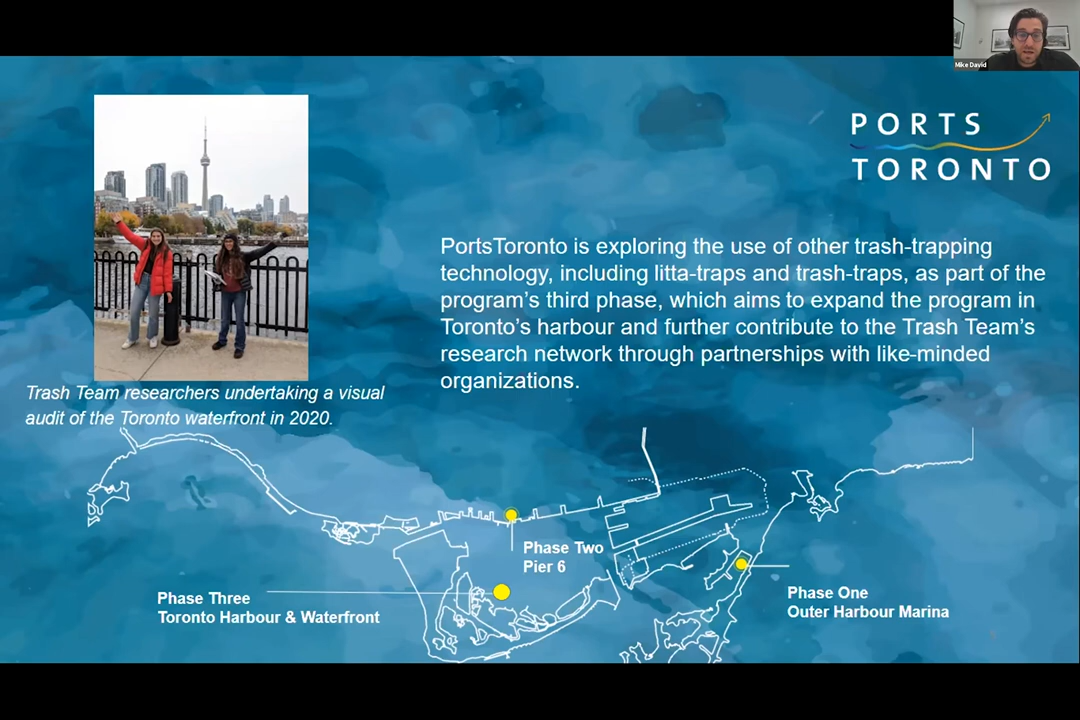 Mike David
PORTS
TORONTO
PortsToronto is exploring the use of other trash-trapping
technology, including litta-traps and trash-traps, as part of the
program's third phase, which aims to expand the program in
Toronto's harbour and further contribute to the Trash Team's
research network through partnerships with like-minded
organizations.
Trash Team researchers undertaking a visual
audit of the Toronto waterfront in 2020.
Phase Two
Pier 6
Phase Three
Toronto Harbour & Waterfront
Phase One
Outer Harbour Marina